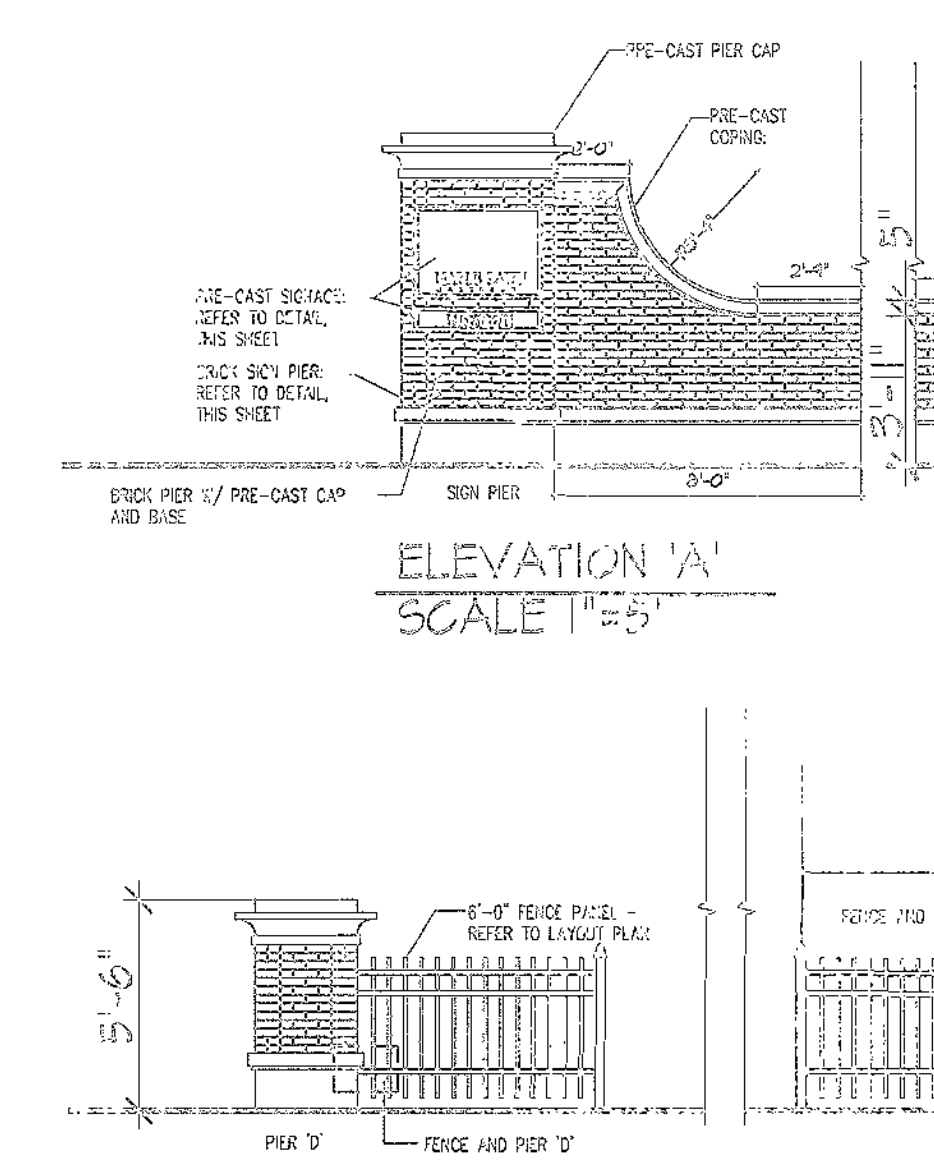 PRE-CAST PIER CAP
PRE-CAST
COPING:
2'-0"
2'-4"
5"
PRE-CAST SIGNAGE:
REFER TO DETAIL,
THIS SHEET
BRICK SIGN PIER:
REFER TO DETAIL,
THIS SHEET
3'-
BRICK PIER W/ PRE-CAST CAP
AND BASE
SIGN PIER
ELEVATION 'A'
SCALE 1"=5'
6'-0" FENCE PANEL -
REFER TO LAYOUT PLAN
FENCE AND
5'-6"
PIER 'D'
FENCE AND PIER 'D'